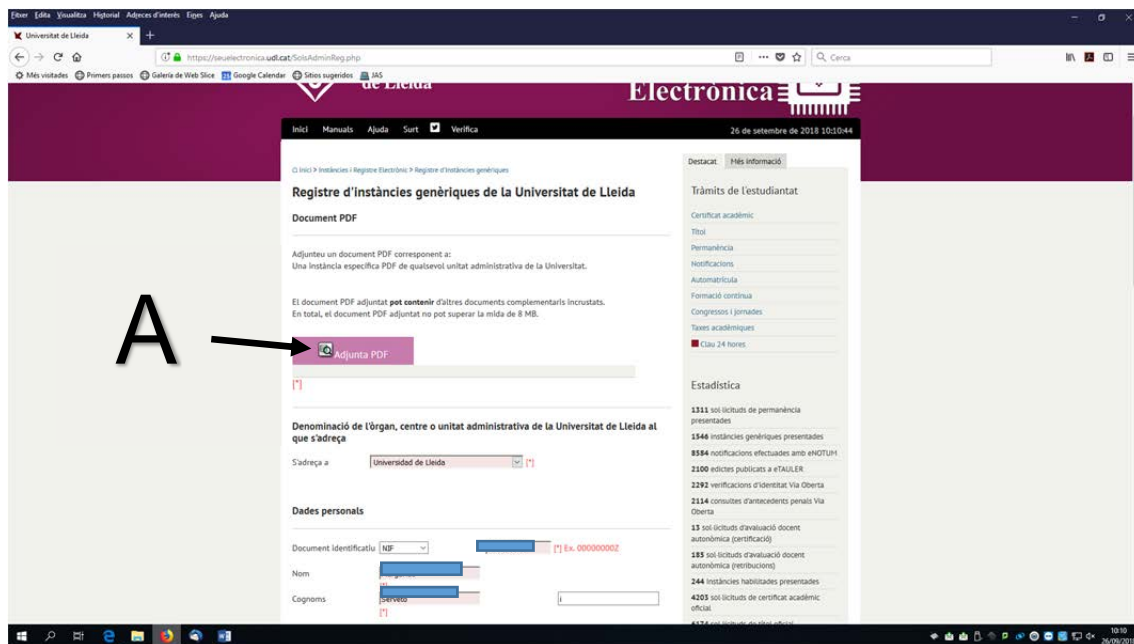 Fitxer Edita Visualitza Historial Adreces d'interès Eines Ajuda
Universitat de Lleida
https://seuelectronica.udl.cat/SolsAdminReg.php
Cerca
Més visitades Primers passos Galería de Web Slice Google Calendar Sitios sugeridos JAS
de Lleida
Electrònica
Inici Manuals Ajuda Surt Verifica
26 de setembre de 2018 10:10:44
Inici > Instàncies i Registre Electrònic > Registre d'instàncies genèriques
Registre d'instàncies genèriques de la Universitat de Lleida
Document PDF
Adjunteu un document PDF corresponent a:
Una instància específica PDF de qualsevol unitat administrativa de la Universitat.
El document PDF adjuntat pot contenir d'altres documents complementaris incrustats.
En total, el document PDF adjuntat no pot superar la mida de 8 MB.
A
Adjunta PDF
[*]
Denominació de l'òrgan, centre o unitat administrativa de la Universitat de Lleida al
que s'adreça
S'adreça a Universidad de Lleida [*]
Dades personals
Document identificatiu NIF [*] Ex. 00000000Z
Nom
[*]
Cognoms i
[*]
Destacat Més informació
Tràmits de l'estudiantat
Certificat acadèmic
Títol
Permanència
Notificacions
Automatrícula
Formació contínua
Congressos i jornades
Taxes acadèmiques
Clau 24 hores
Estadística
1311 sol·licituds de permanència
presentades
1546 instàncies genèriques presentades
8584 notificacions efectuades amb eNOTUM
2100 edictes publicats a eTAULER
2292 verificacions d'identitat Via Oberta
2114 consultes d'antecedents penals Via
Oberta
13 sol·licituds d'avaluació docent
autonòmica (certificació)
183 sol·licituds d'avaluació docent
autonòmica (retribucions)
244 Instàncies habilitades presentades
4203 sol·licituds de certificat acadèmic
oficial
10:10